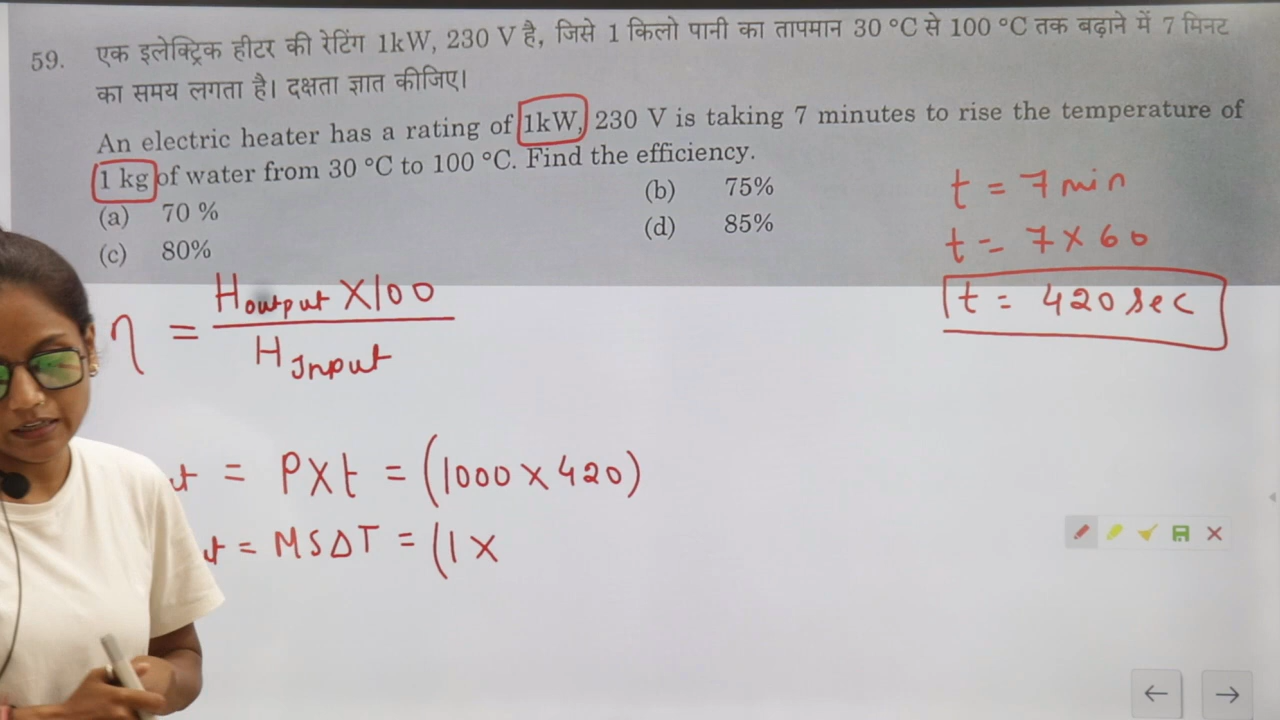 59. एक इलेक्ट्रिक हीटर की रेटिंग 1kW, 230 V है, जिसे 1 किलो पानी का तापमान 30 °C से 100 °C तक बढ़ाने में 7 मिनट
का समय लगता है। दक्षता ज्ञात कीजिए।
An electric heater has a rating of 1kW, 230 V is taking 7 minutes to rise the temperature of
1 kg of water from 30 °C to 100 °C. Find the efficiency.
(a) 70 %
(b) 75%
(c) 80%
(d) 85%
t = 7 min
t = 7 × 60
t = 420 sec
η = Houtput × 100
H Input
ut = P × t = (1000 × 420)
ut = M S Δ T = (1 ×